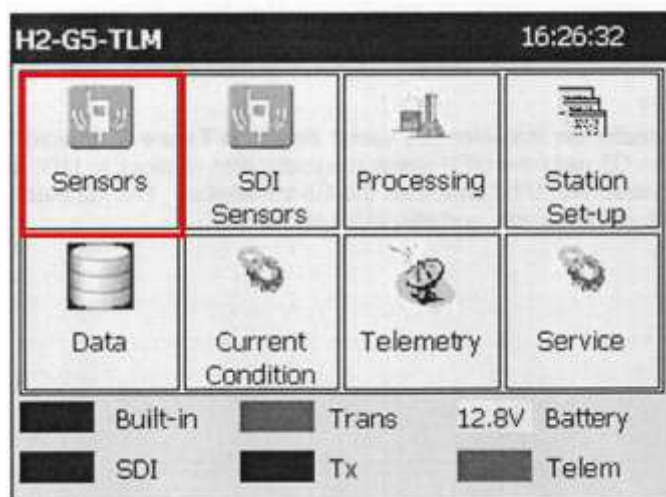 H2-G5-TLM 16:26:32
Sensors SDI Sensors Processing Station Set-up
Data Current Condition Telemetry Service
Built-in Trans 12.8V Battery
SDI Tx Telem